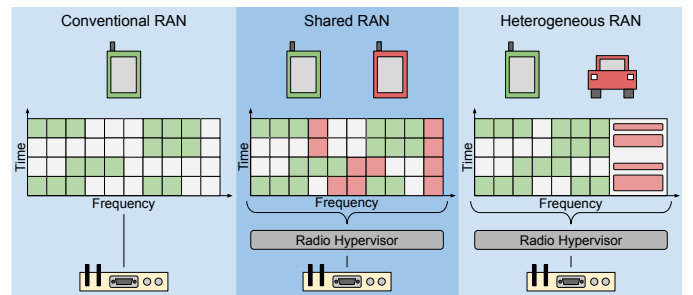 Conventional RAN
Shared RAN
Heterogeneous RAN
Time
Frequency
Time
Frequency
Time
Frequency
Radio Hypervisor
Radio Hypervisor